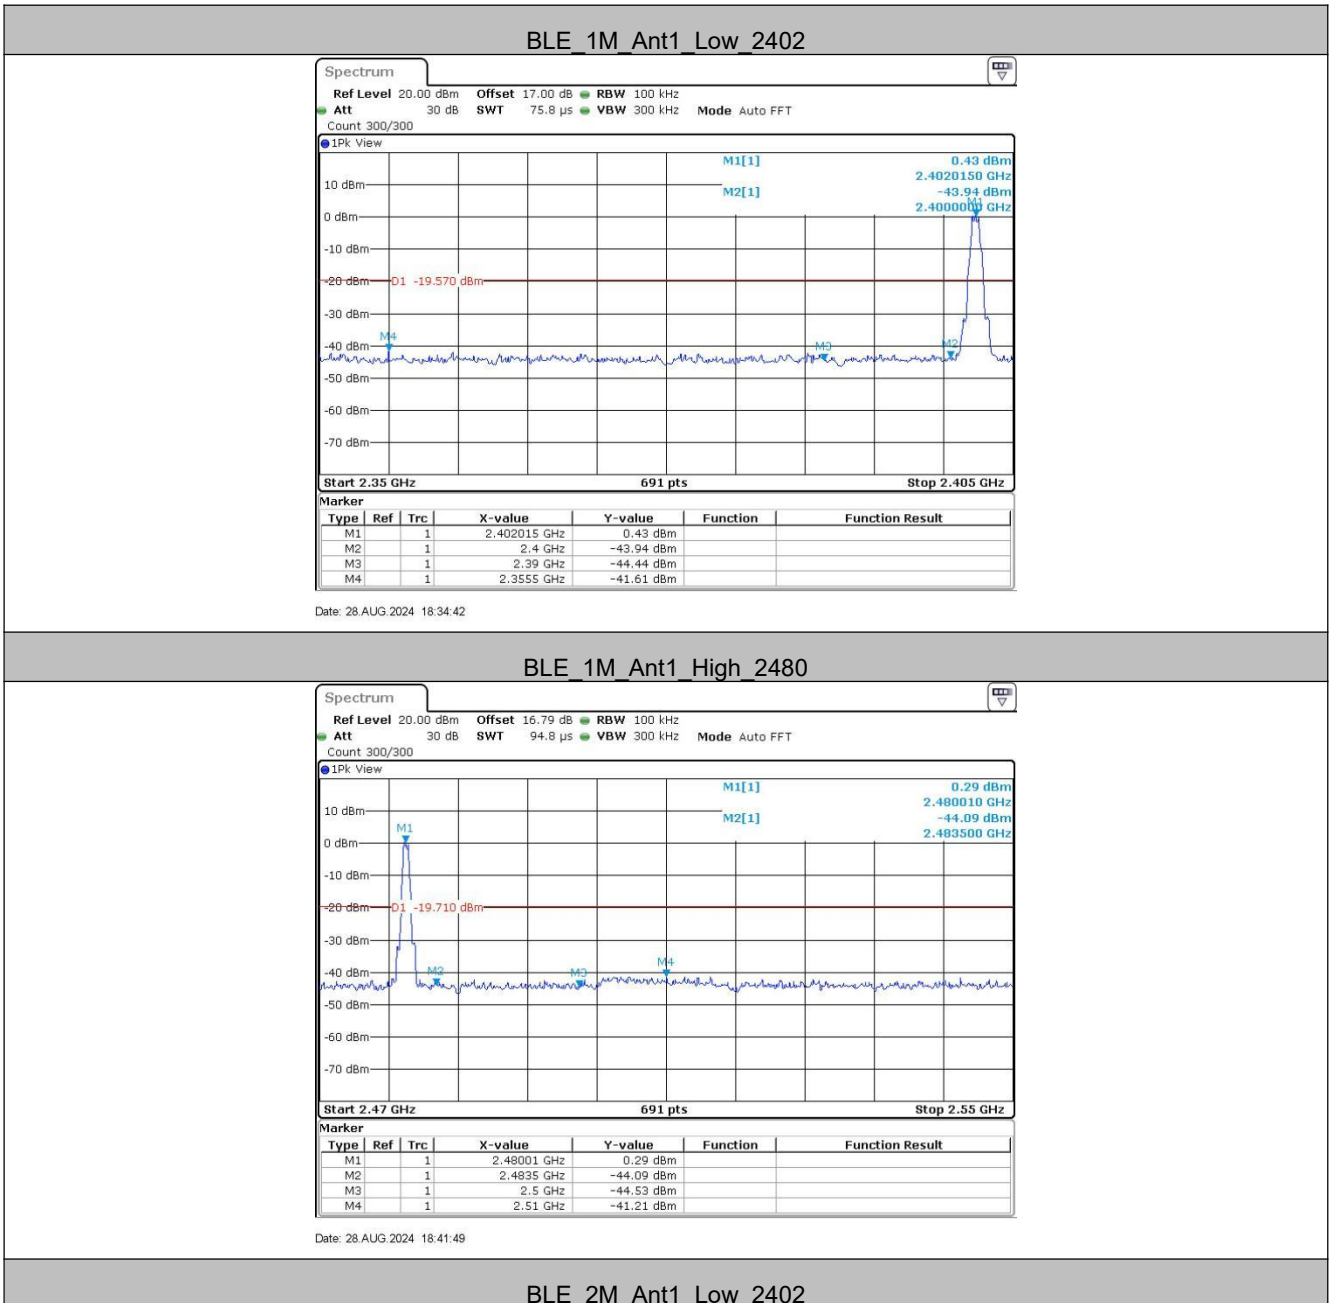 BLE_1M_Ant1_Low_2402
Spectrum
Ref Level 20.00 dBm Offset 17.00 dB RBW 100 kHz
Att 30 dB SWT 75.8 µs VBW 300 kHz Mode Auto FFT
Count 300/300
1Pk View
M1[1] 0.43 dBm
2.4020150 GHz
M2[1] -43.94 dBm
2.4000000 GHz
M1
10 dBm
0 dBm
-10 dBm
-20 dBm
D1 -19.570 dBm
-30 dBm
M4
-40 dBm
M3
M2
-50 dBm
-60 dBm
-70 dBm
Start 2.35 GHz 691 pts Stop 2.405 GHz
Marker
Type Ref Trc X-value Y-value Function Function Result
M1 1 2.402015 GHz 0.43 dBm
M2 1 2.4 GHz -43.94 dBm
M3 1 2.39 GHz -44.44 dBm
M4 1 2.3555 GHz -41.61 dBm
Date: 28.AUG.2024 18:34:42
BLE_1M_Ant1_High_2480
Spectrum
Ref Level 20.00 dBm Offset 16.79 dB RBW 100 kHz
Att 30 dB SWT 94.8 µs VBW 300 kHz Mode Auto FFT
Count 300/300
1Pk View
M1[1] 0.29 dBm
2.480010 GHz
M2[1] -44.09 dBm
2.483500 GHz
10 dBm
M1
0 dBm
-10 dBm
-20 dBm
D1 -19.710 dBm
-30 dBm
M4
-40 dBm
M2
M3
-50 dBm
-60 dBm
-70 dBm
Start 2.47 GHz 691 pts Stop 2.55 GHz
Marker
Type Ref Trc X-value Y-value Function Function Result
M1 1 2.48001 GHz 0.29 dBm
M2 1 2.4835 GHz -44.09 dBm
M3 1 2.5 GHz -44.53 dBm
M4 1 2.51 GHz -41.21 dBm
Date: 28.AUG.2024 18:41:49
BLE_2M_Ant1_Low_2402